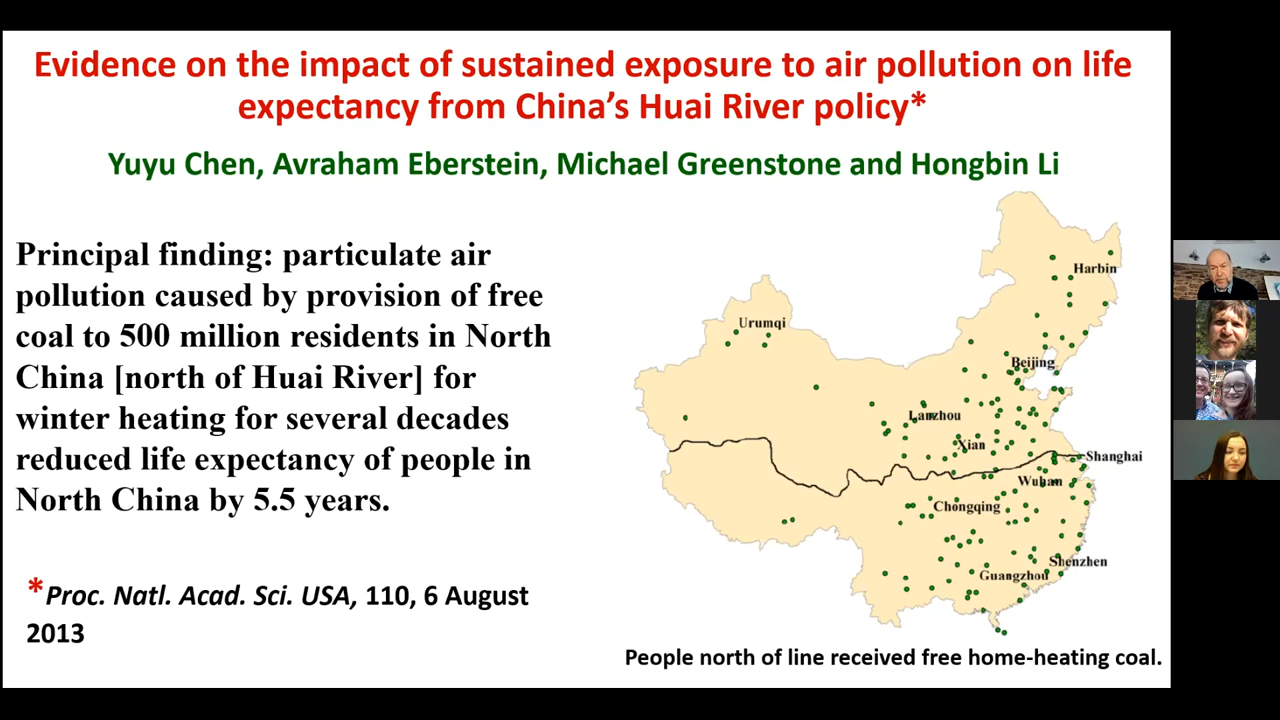 Evidence on the impact of sustained exposure to air pollution on life
expectancy from China's Huai River policy*
Yuyu Chen, Avraham Eberstein, Michael Greenstone and Hongbin Li
Principal finding: particulate air
pollution caused by provision of free
coal to 500 million residents in North
China [north of Huai River] for
winter heating for several decades
reduced life expectancy of people in
North China by 5.5 years.
*Proc. Natl. Acad. Sci. USA, 110, 6 August
2013
Harbin
Urumqi
Beijing
Lanzhou
Xian
Shanghai
Wuhan
Chongqing
Shenzhen
Guangzhou
People north of line received free home-heating coal.